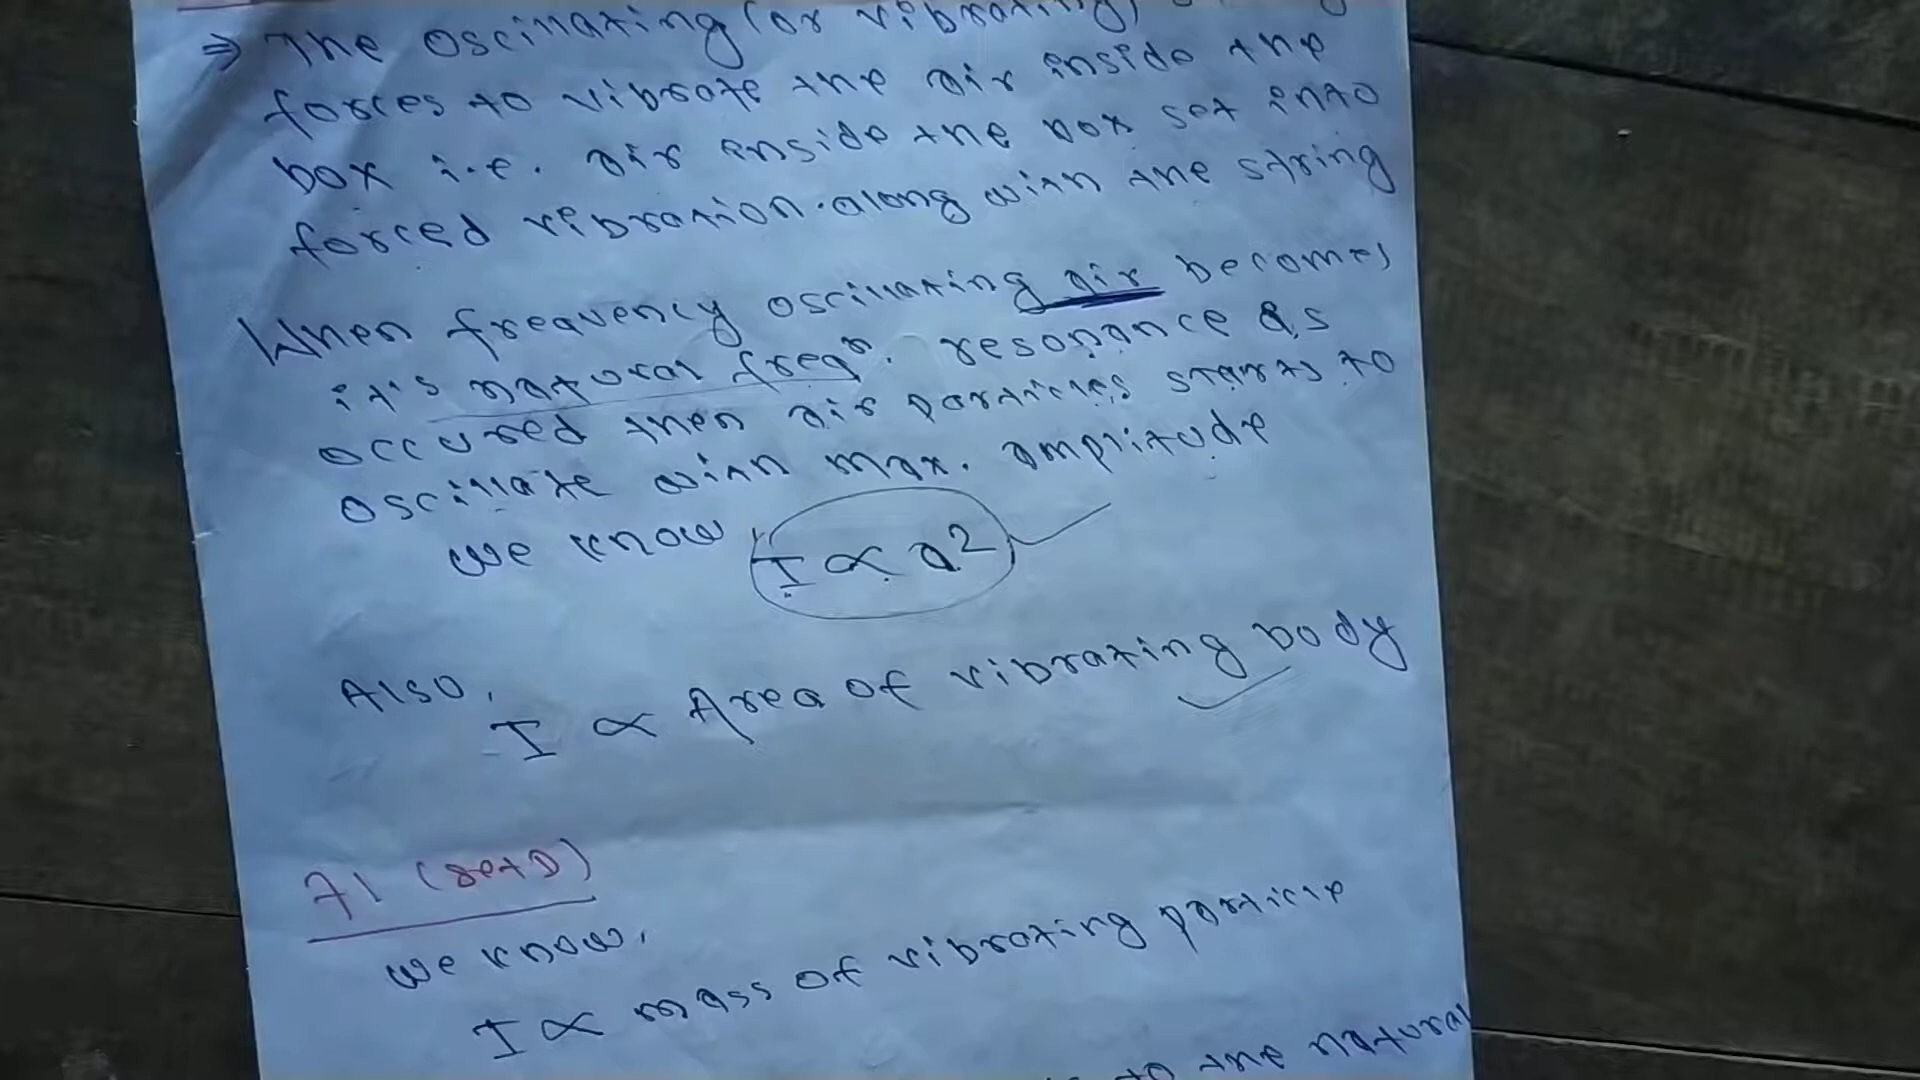 ⇒ The oscillating (or vibrating)
forces to vibrate the air inside the
box i.e. air inside the box set into
forced vibration. along with the string
When frequency oscillating air becomes
it's natural freqn. resonance is
occured then air particles starts to
oscillate with max. amplitude
we know I ∝ a²
Also,
I ∝ Area of vibrating body
71 (set D)
we know,
I ∝ mass of vibrating particle
to the natural